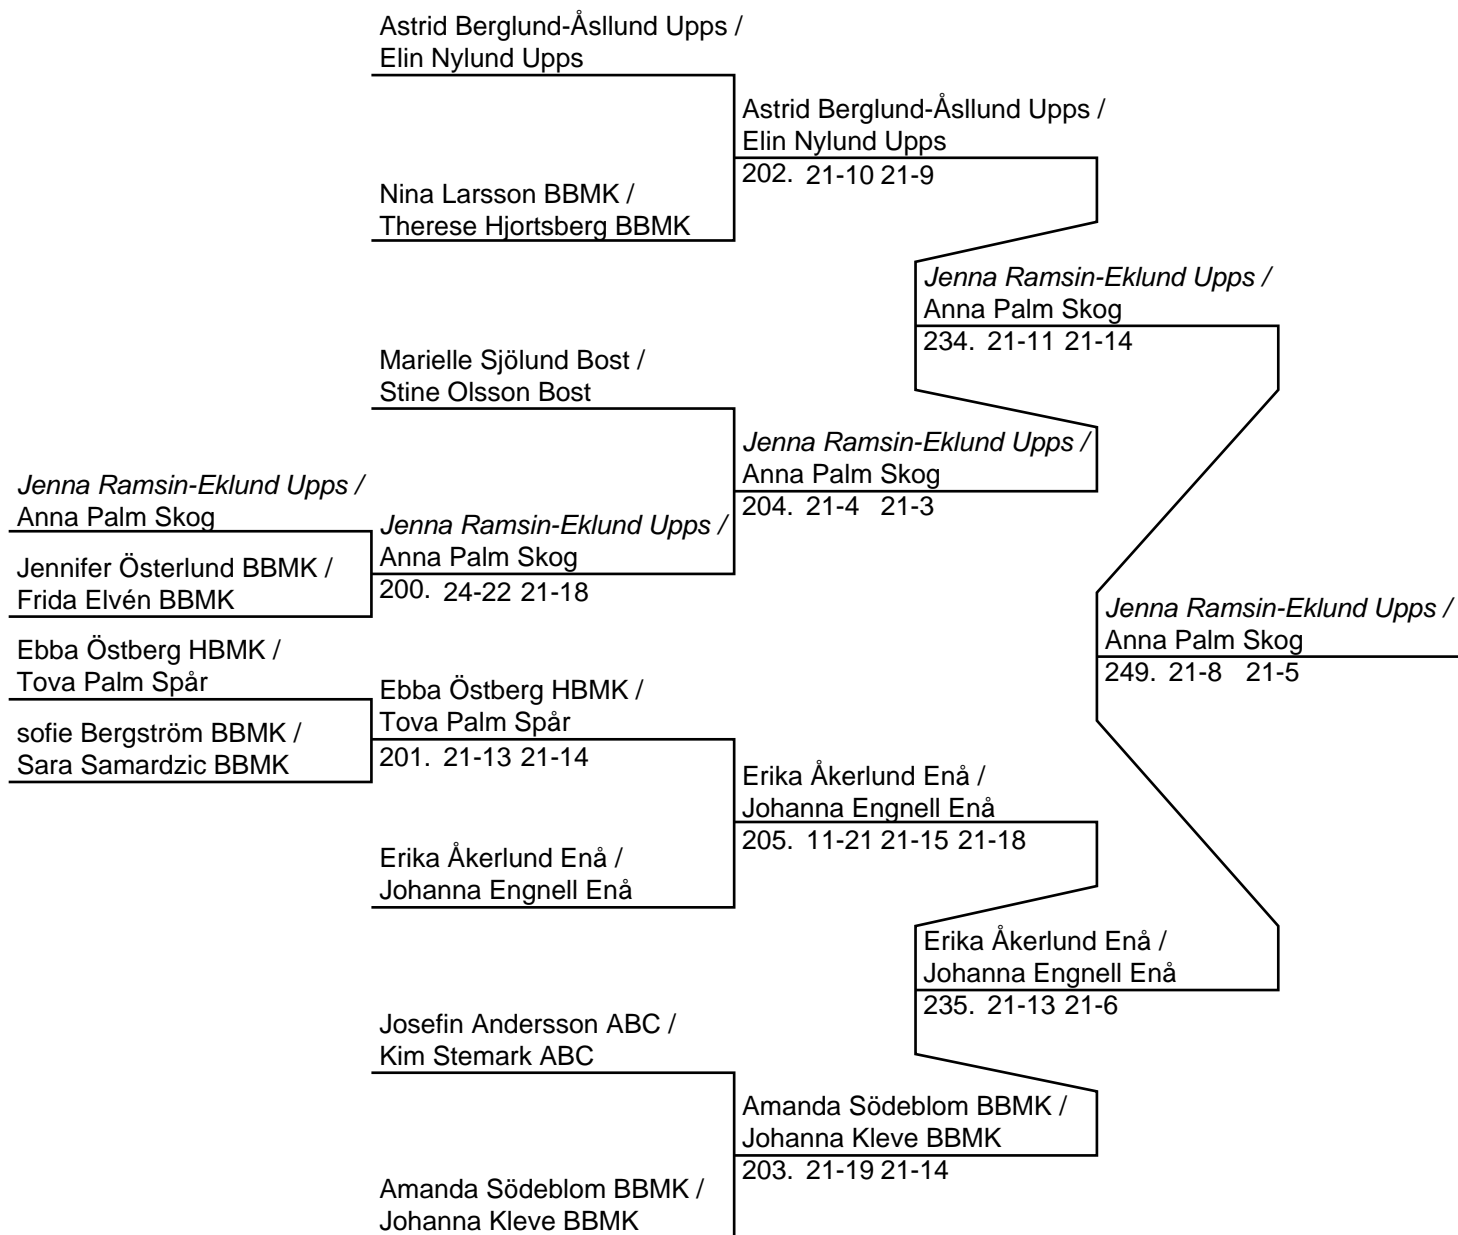 Astrid Berglund-Åsllund Upps /
Elin Nylund Upps
Astrid Berglund-Åsllund Upps /
Elin Nylund Upps
202. 21-10 21-9
Nina Larsson BBMK /
Therese Hjortsberg BBMK
Jenna Ramsin-Eklund Upps /
Anna Palm Skog
234. 21-11 21-14
Marielle Sjölund Bost /
Stine Olsson Bost
Jenna Ramsin-Eklund Upps /
Anna Palm Skog
204. 21-4 21-3
Jenna Ramsin-Eklund Upps /
Anna Palm Skog
Jenna Ramsin-Eklund Upps /
Anna Palm Skog
200. 24-22 21-18
Jennifer Österlund BBMK /
Frida Elvén BBMK
Jenna Ramsin-Eklund Upps /
Anna Palm Skog
249. 21-8 21-5
Ebba Östberg HBMK /
Tova Palm Spår
Ebba Östberg HBMK /
Tova Palm Spår
201. 21-13 21-14
sofie Bergström BBMK /
Sara Samardzic BBMK
Erika Åkerlund Enå /
Johanna Engnell Enå
205. 11-21 21-15 21-18
Erika Åkerlund Enå /
Johanna Engnell Enå
Erika Åkerlund Enå /
Johanna Engnell Enå
235. 21-13 21-6
Josefin Andersson ABC /
Kim Stemark ABC
Amanda Södeblom BBMK /
Johanna Kleve BBMK
203. 21-19 21-14
Amanda Södeblom BBMK /
Johanna Kleve BBMK